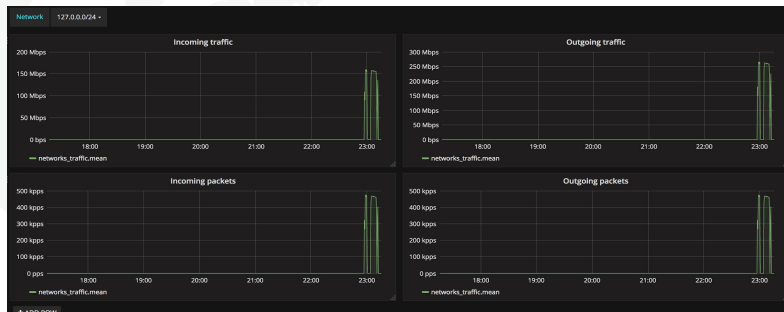 Network 127.0.0.0/24
Incoming traffic
200 Mbps
150 Mbps
100 Mbps
50 Mbps
0 bps
18:00 19:00 20:00 21:00 22:00 23:00
networks_traffic.mean
Outgoing traffic
300 Mbps
250 Mbps
200 Mbps
150 Mbps
100 Mbps
50 Mbps
0 bps
18:00 19:00 20:00 21:00 22:00 23:00
networks_traffic.mean
Incoming packets
500 kpps
400 kpps
300 kpps
200 kpps
100 kpps
0 pps
18:00 19:00 20:00 21:00 22:00 23:00
networks_traffic.mean
Outgoing packets
500 kpps
400 kpps
300 kpps
200 kpps
100 kpps
0 pps
18:00 19:00 20:00 21:00 22:00 23:00
networks_traffic.mean
ADD ROW